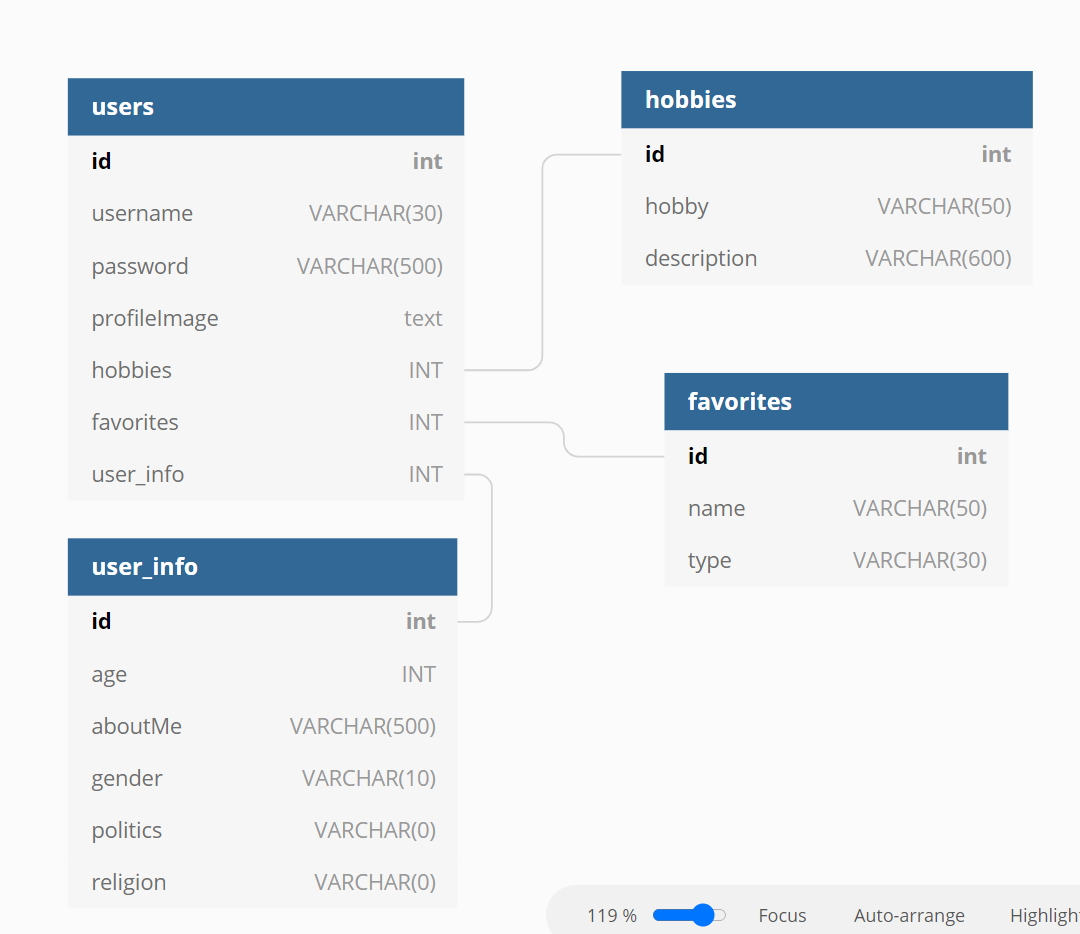 users
id int
username VARCHAR(30)
password VARCHAR(500)
profileImage text
hobbies INT
favorites INT
user_info INT
hobbies
id int
hobby VARCHAR(50)
description VARCHAR(600)
favorites
id int
name VARCHAR(50)
type VARCHAR(30)
user_info
id int
age INT
aboutMe VARCHAR(500)
gender VARCHAR(10)
politics VARCHAR(0)
religion VARCHAR(0)
119 % Focus Auto-arrange Highlight